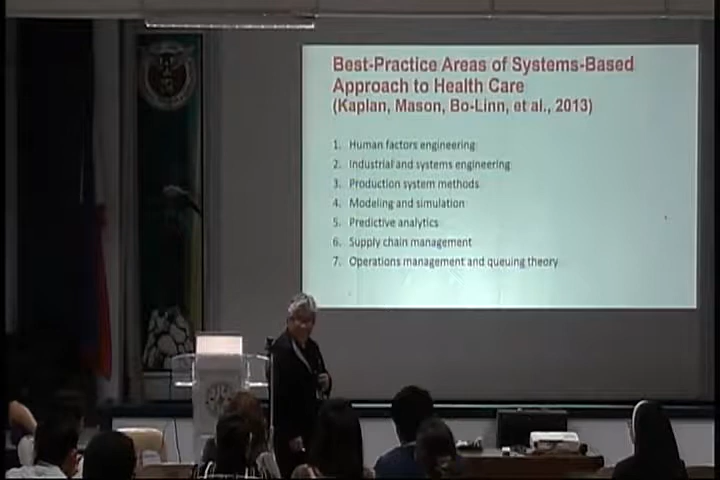 Best-Practice Areas of Systems-Based
Approach to Health Care
(Kaplan, Mason, Bo-Linn, et al., 2013)
1. Human factors engineering
2. Industrial and systems engineering
3. Production system methods
4. Modeling and simulation
5. Predictive analytics
6. Supply chain management
7. Operations management and queuing theory